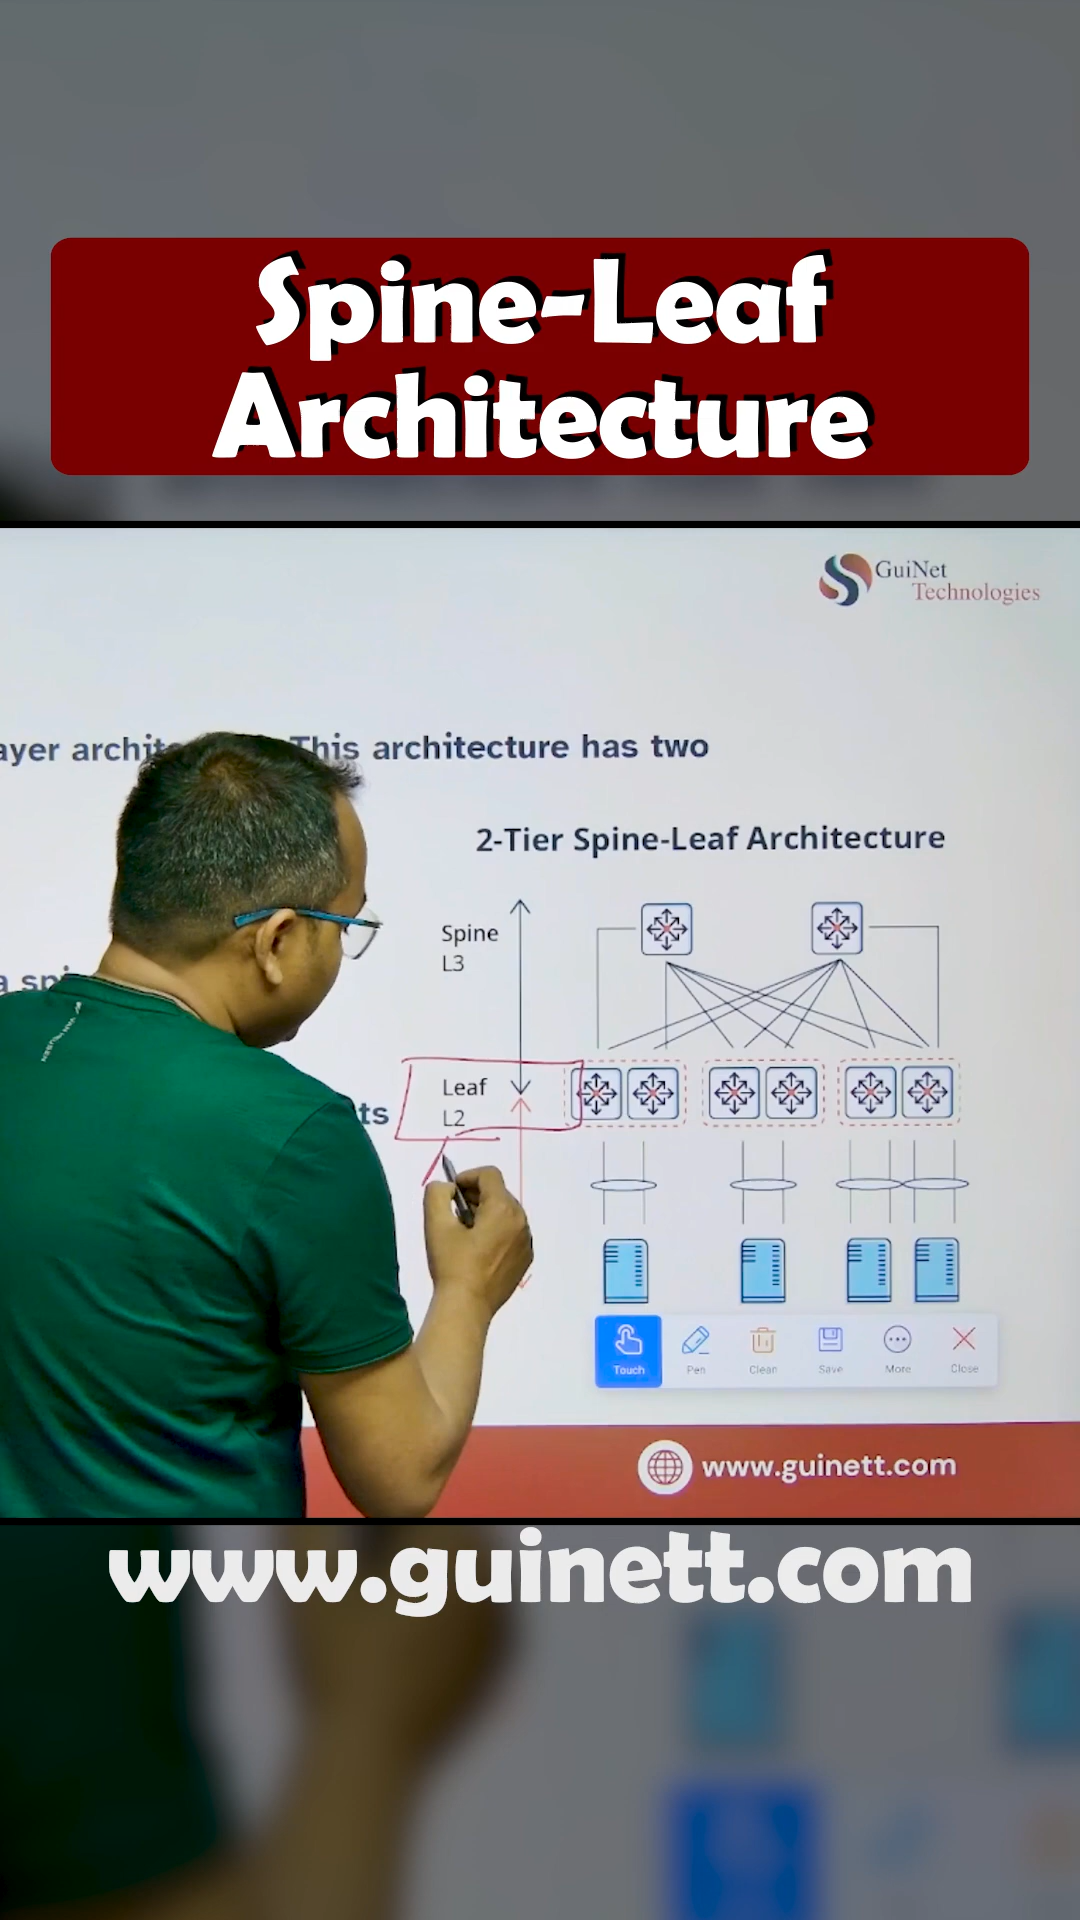 Spine-Leaf
Architecture
GuiNet
Technologies
This architecture has two
2-Tier Spine-Leaf Architecture
Spine
L3
Leaf
L2
Touch
Pen
Clean
Save
More
Close
www.guinett.com
www.guinett.com